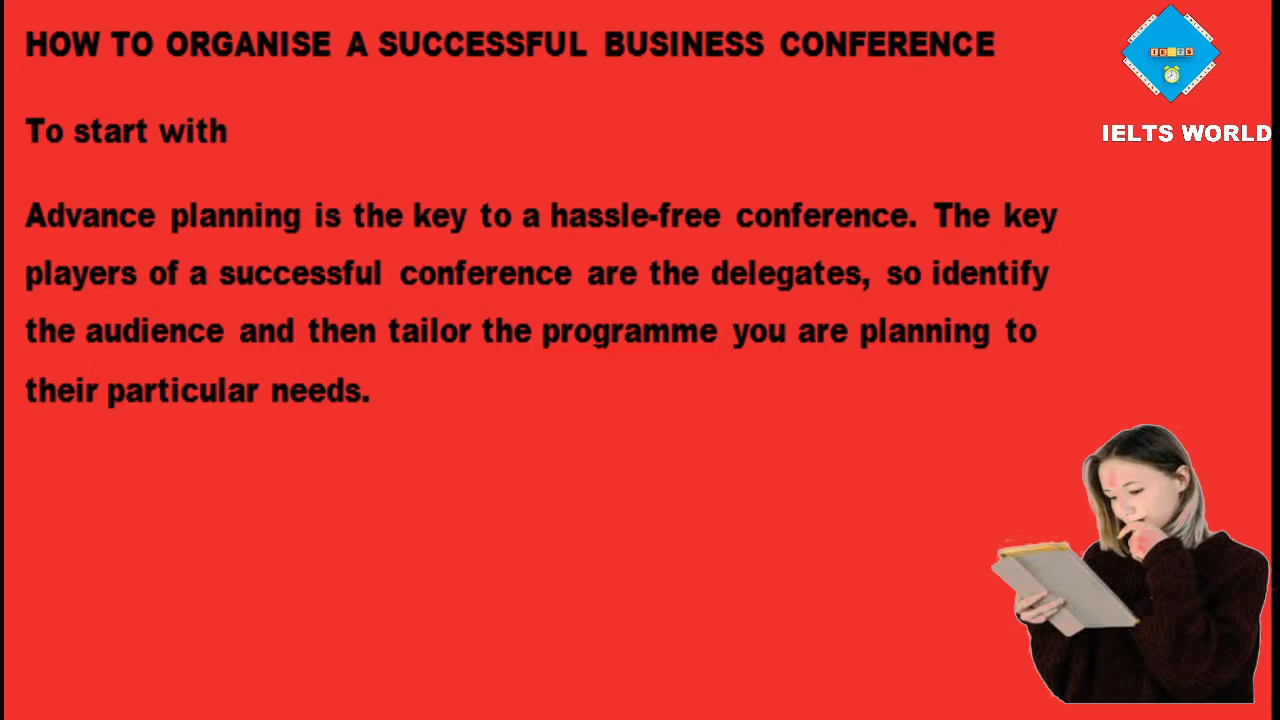 HOW TO ORGANISE A SUCCESSFUL BUSINESS CONFERENCE
IELTS
IELTS WORLD
To start with
Advance planning is the key to a hassle-free conference. The key
players of a successful conference are the delegates, so identify
the audience and then tailor the programme you are planning to
their particular needs.